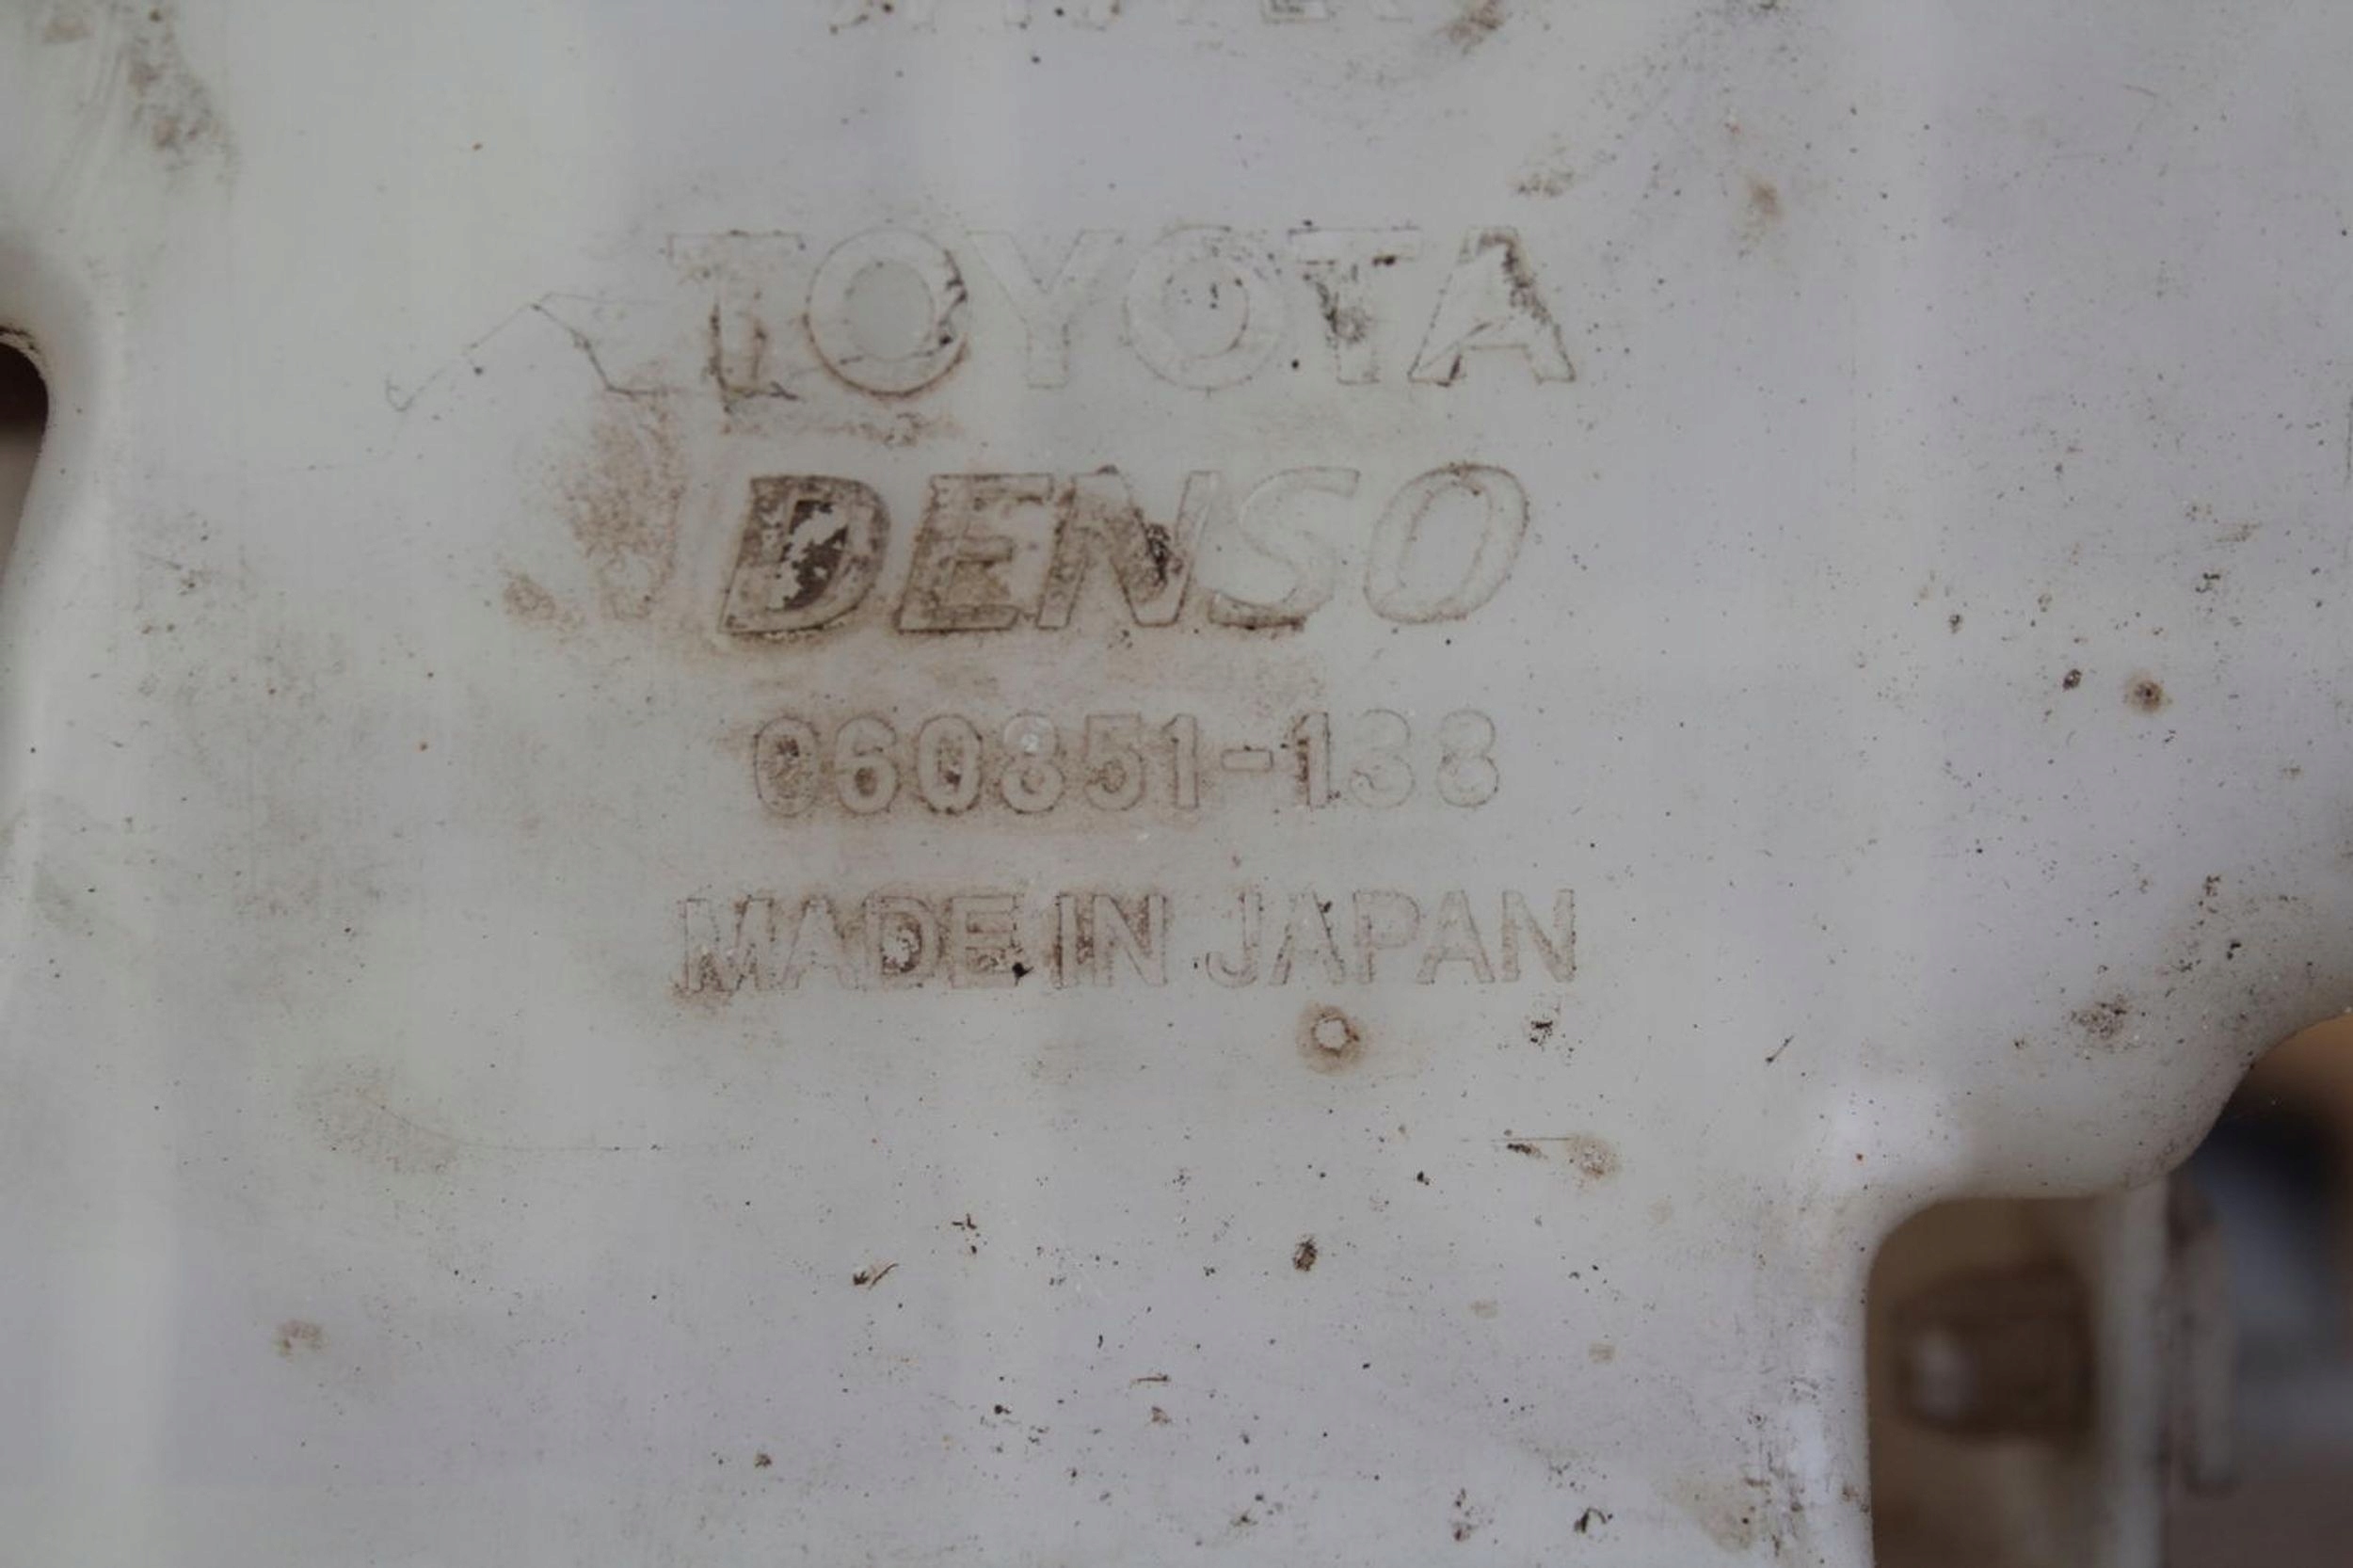 TOYOTA
DENSO
060851-138
MADE IN JAPAN